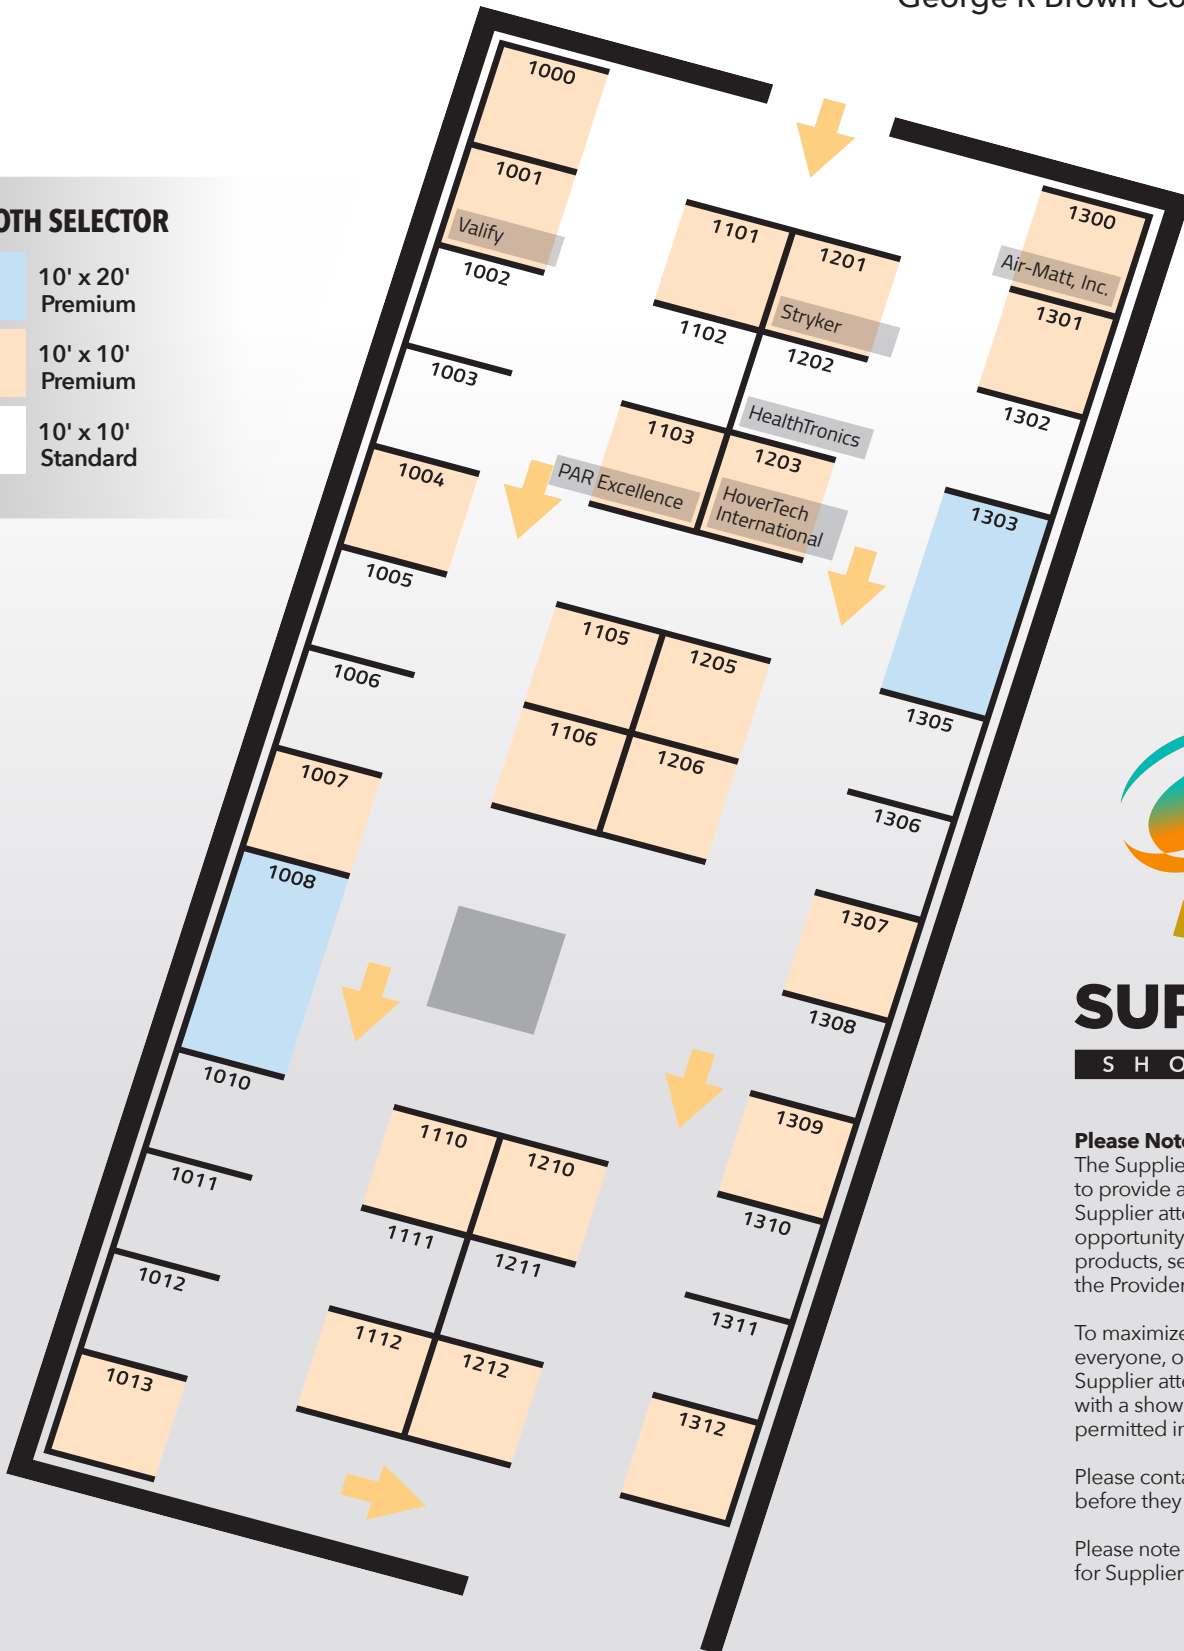 George R Brown
OTH SELECTOR
10' x 20'
Premium
10' x 10'
Premium
10' x 10'
Standard
1000
1001
Valify
1002
1003
1004
1005
1006
1007
1008
1010
1011
1012
1013
1101
1201
Stryker
1102
1202
HealthTronics
1103
1203
PAR Excellence
HoverTech
International
1105
1205
1106
1206
1110
1210
1111
1211
1112
1212
1300
Air-Matt, Inc.
1301
1302
1303
1305
1306
1307
1308
1309
1310
1311
1312
SUP
SHO
Please Note
The Supplie
to provide a
Supplier atte
opportunity
products, se
the Provider
To maximize
everyone, o
Supplier atte
with a show
permitted in
Please conta
before they
Please note
for Supplier